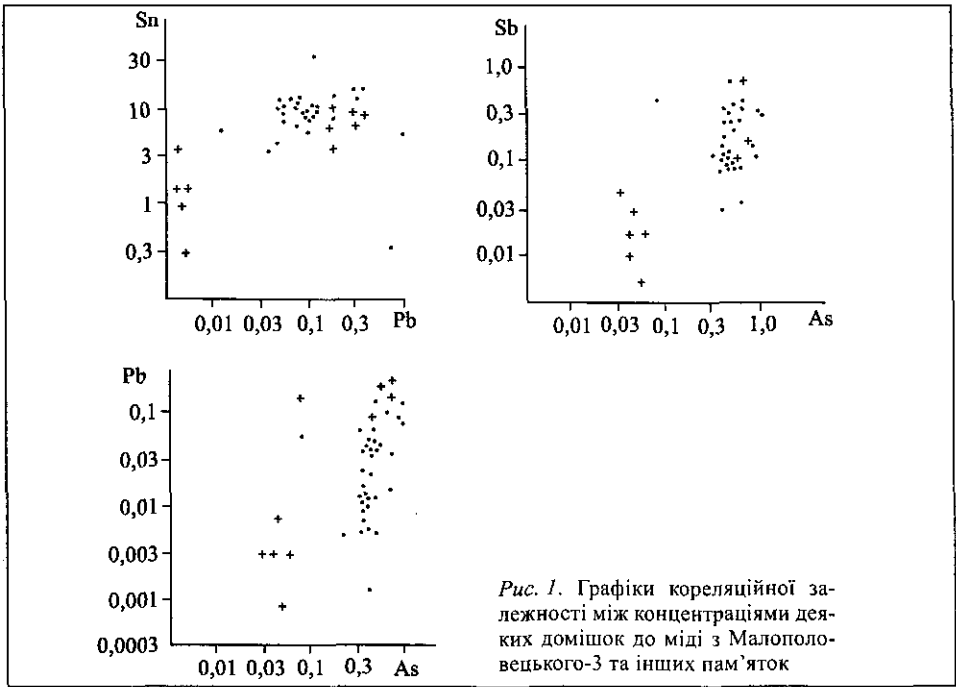 Sn
30
10
3
1
0,3
0,01 0,03 0,1 0,3 Pb
Sb
1,0
0,3
0,1
0,03
0,01
0,01 0,03 0,3 1,0 As
Pb
0,1
0,03
0,01
0,003
0,001
0,0003
0,01 0,03 0,1 0,3 As
Рис. 1. Графіки кореляційної за-
лежності між концентраціями дея-
ких домішок до міді з Малополо-
вецького-3 та інших пам’яток